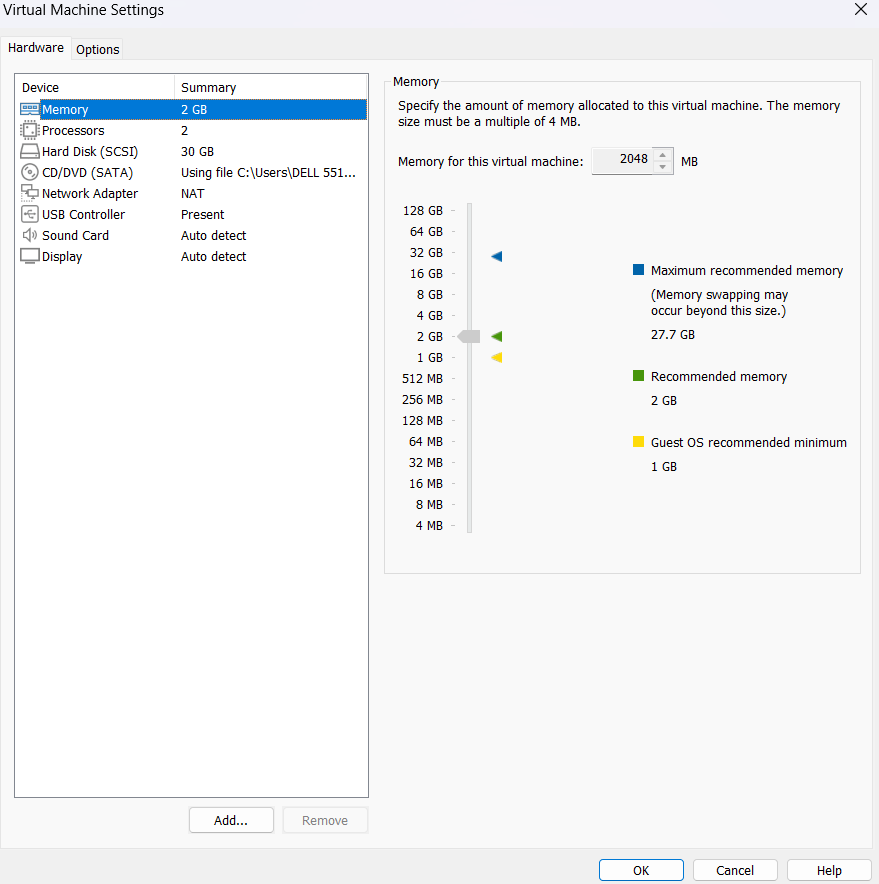 Virtual Machine Settings
Hardware Options
Device Summary
Memory 2 GB
Processors 2
Hard Disk (SCSI) 30 GB
CD/DVD (SATA) Using file C:\Users\DELL 551...
Network Adapter NAT
USB Controller Present
Sound Card Auto detect
Display Auto detect
Add... Remove
Memory
Specify the amount of memory allocated to this virtual machine. The memory
size must be a multiple of 4 MB.
Memory for this virtual machine: 2048 MB
128 GB
64 GB
32 GB
16 GB
8 GB
4 GB
2 GB
1 GB
512 MB
256 MB
128 MB
64 MB
32 MB
16 MB
8 MB
4 MB
Maximum recommended memory
(Memory swapping may
occur beyond this size.)
27.7 GB
Recommended memory
2 GB
Guest OS recommended minimum
1 GB
OK Cancel Help